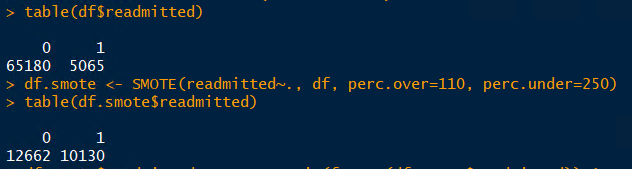 > table(df$readmitted)
0 1
65180 5065
> df.smote <- SMOTE(readmitted~., df, perc.over=110, perc.under=250)
> table(df.smote$readmitted)
0 1
12662 10130